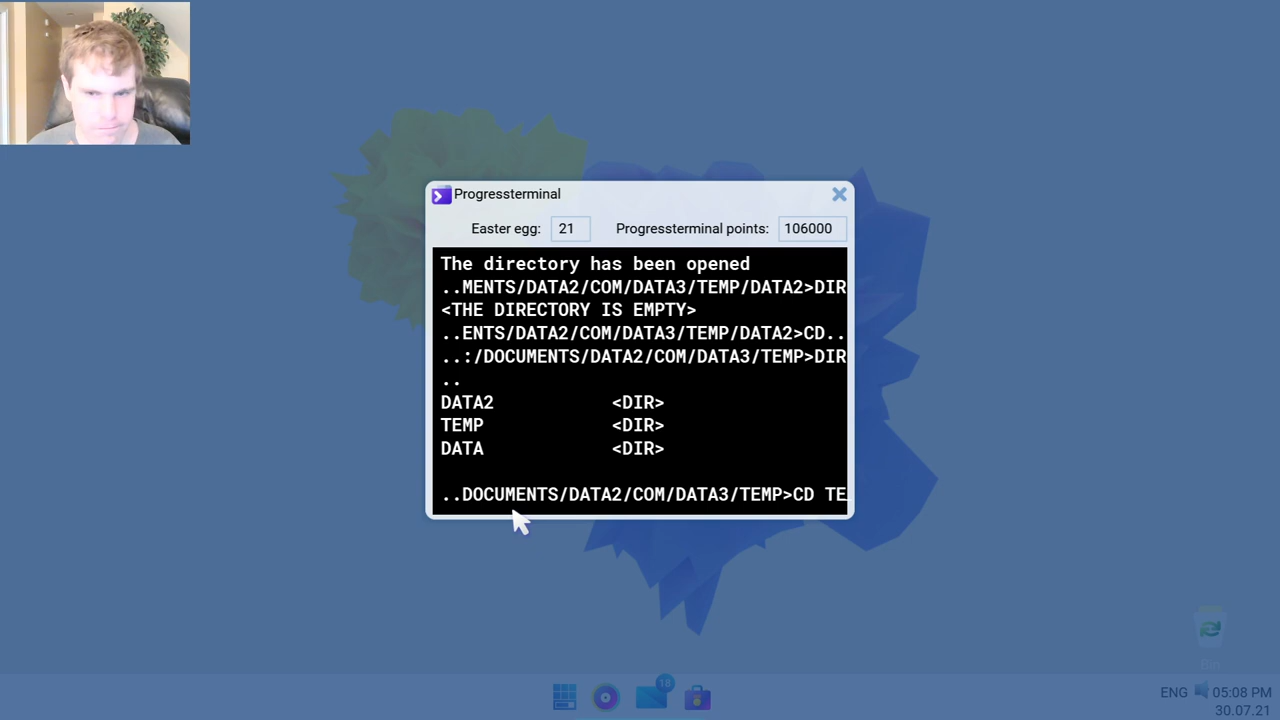 Progressterminal
Easter egg: 21 Progressterminal points: 106000
The directory has been opened
..MENTS/DATA2/COM/DATA3/TEMP/DATA2>DIR
<THE DIRECTORY IS EMPTY>
..ENTS/DATA2/COM/DATA3/TEMP/DATA2>CD..
..:/DOCUMENTS/DATA2/COM/DATA3/TEMP>DIR
..
DATA2 <DIR>
TEMP <DIR>
DATA <DIR>
..DOCUMENTS/DATA2/COM/DATA3/TEMP>CD TE
Bin
18
ENG 05:08 PM
30.07.21